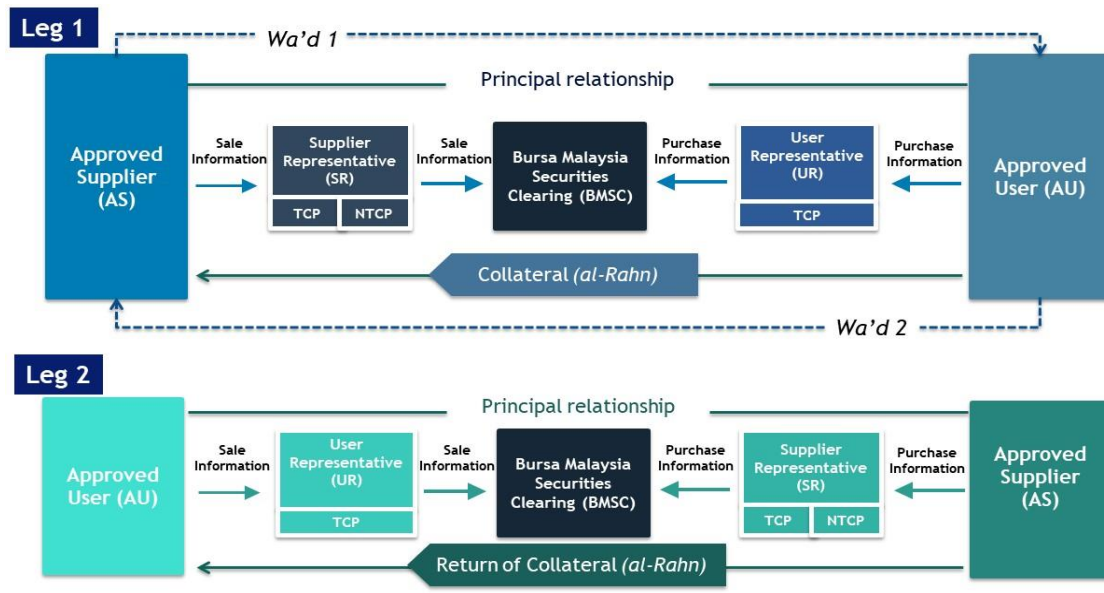 Leg 1
Wa'd 1
Principal relationship
Approved
Supplier
(AS)
Sale
Information
Supplier
Representative
(SR)
TCP NTCP
Sale
Information
Bursa Malaysia
Securities
Clearing (BMSC)
Purchase
Information
User
Representative
(UR)
TCP
Purchase
Information
Approved
User (AU)
Collateral (al-Rahn)
Wa'd 2
Leg 2
Principal relationship
Approved
User (AU)
Sale
Information
User
Representative
(UR)
TCP
Sale
Information
Bursa Malaysia
Securities
Clearing (BMSC)
Purchase
Information
Supplier
Representative
(SR)
TCP NTCP
Purchase
Information
Approved
Supplier
(AS)
Return of Collateral (al-Rahn)